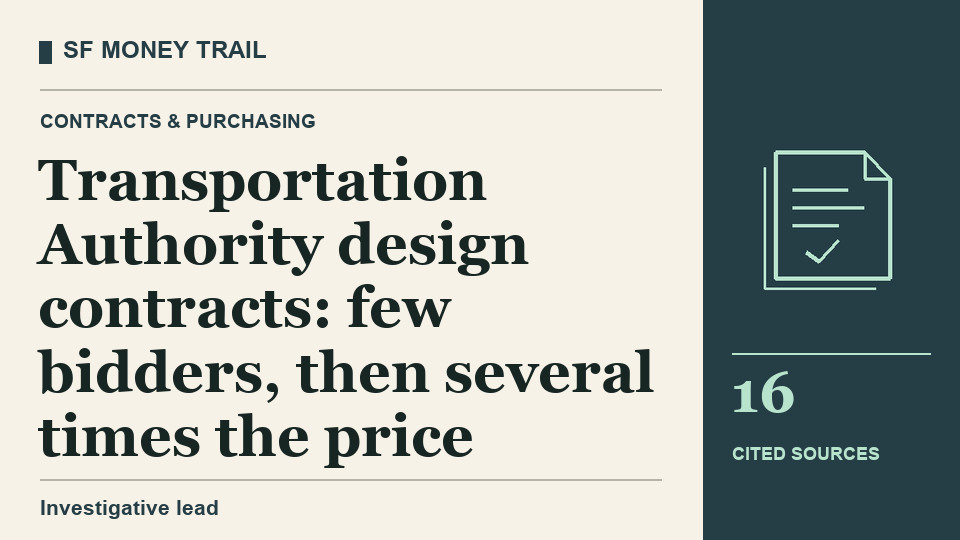 SF MONEY TRAIL
CONTRACTS & PURCHASING
Transportation
Authority design
contracts: few
bidders, then several
times the price
Investigative lead
16
CITED SOURCES